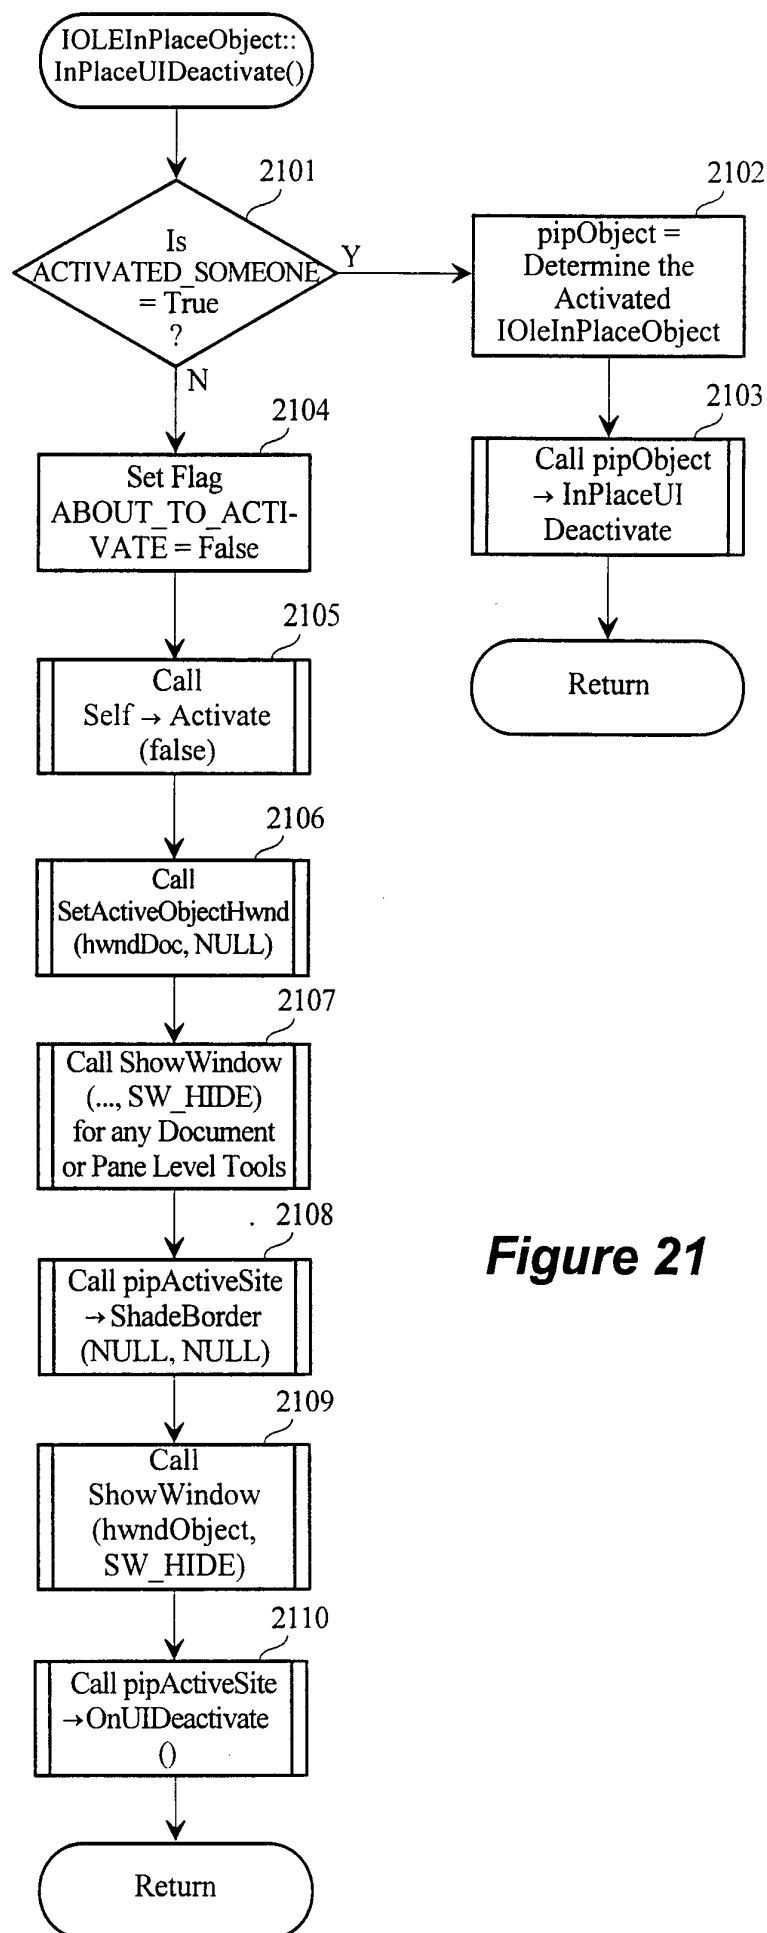 IOLEInPlaceObject::
InPlaceUIDeactivate()
2101
Is
ACTIVATED_SOMEONE
= True
?
Y
N
2102
pipObject =
Determine the
Activated
IOleInPlaceObject
2103
Call pipObject
→ InPlaceUI
Deactivate
Return
2104
Set Flag
ABOUT_TO_ACTI-
VATE = False
2105
Call
Self → Activate
(false)
2106
Call
SetActiveObjectHwnd
(hwndDoc, NULL)
2107
Call ShowWindow
(..., SW_HIDE)
for any Document
or Pane Level Tools
2108
Call pipActiveSite
→ShadeBorder
(NULL, NULL)
2109
Call
ShowWindow
(hwndObject,
SW_HIDE)
2110
Call pipActiveSite
→OnUIDeactivate
()
Return
Figure 21